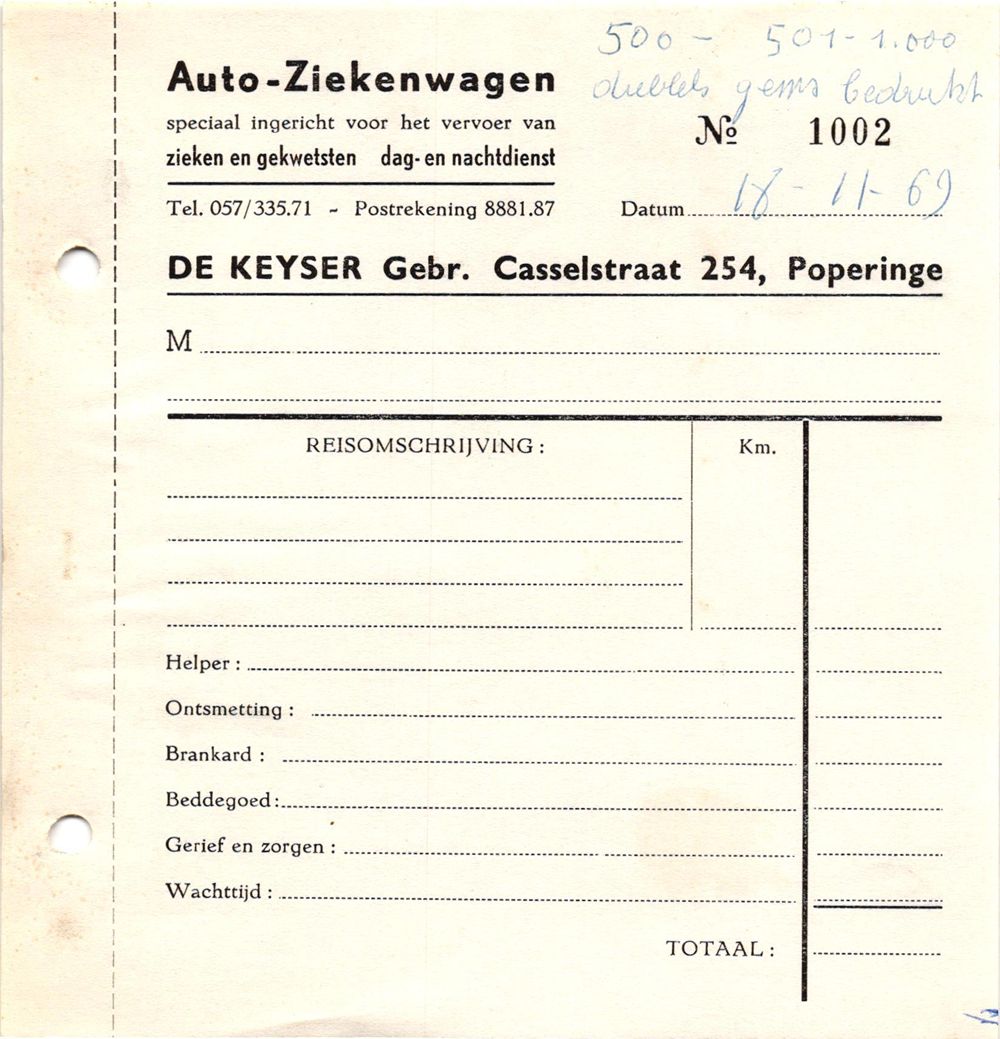 500 - 501 - 1.000
dubbels gems bedrukt
Auto-Ziekenwagen
speciaal ingericht voor het vervoer van
zieken en gekwetsten dag- en nachtdienst
Nº 1002
Tel. 057/335.71 - Postrekening 8881.87
Datum 18-11-69
DE KEYSER Gebr. Casselstraat 254, Poperinge
M
REISOMSCHRIJVING :
Km.
Helper :
Ontsmetting :
Brankard :
Beddegoed :
Gerief en zorgen :
Wachttijd :
TOTAAL :